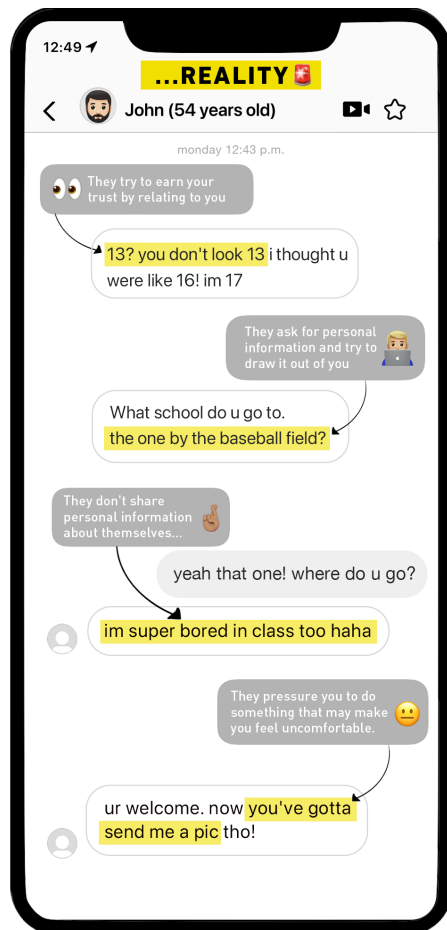 12:49
...REALITY
John (54 years old)
monday 12:43 p.m.
They try to earn your
trust by relating to you
13? you don't look 13 i thought u
were like 16! im 17
They ask for personal
information and try to
draw it out of you
What school do u go to.
the one by the baseball field?
They don't share
personal information
about themselves...
yeah that one! where do u go?
im super bored in class too haha
They pressure you to do
something that may make
you feel uncomfortable.
ur welcome. now you've gotta
send me a pic tho!